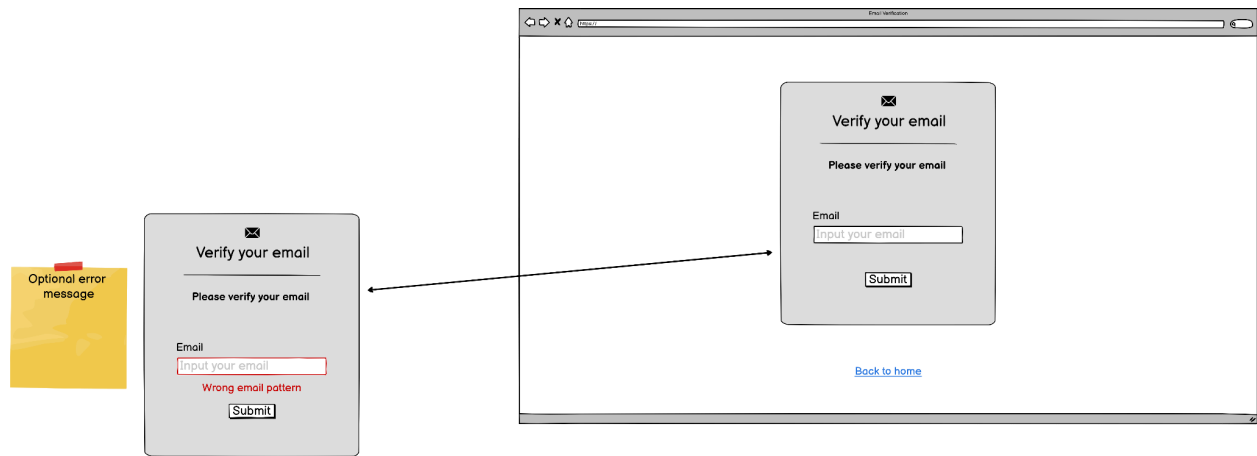 Email Verification
https://
Verify your email
Please verify your email
Email
Input your email
Submit
Back to home
Optional error
message
Verify your email
Please verify your email
Email
Input your email
Wrong email pattern
Submit